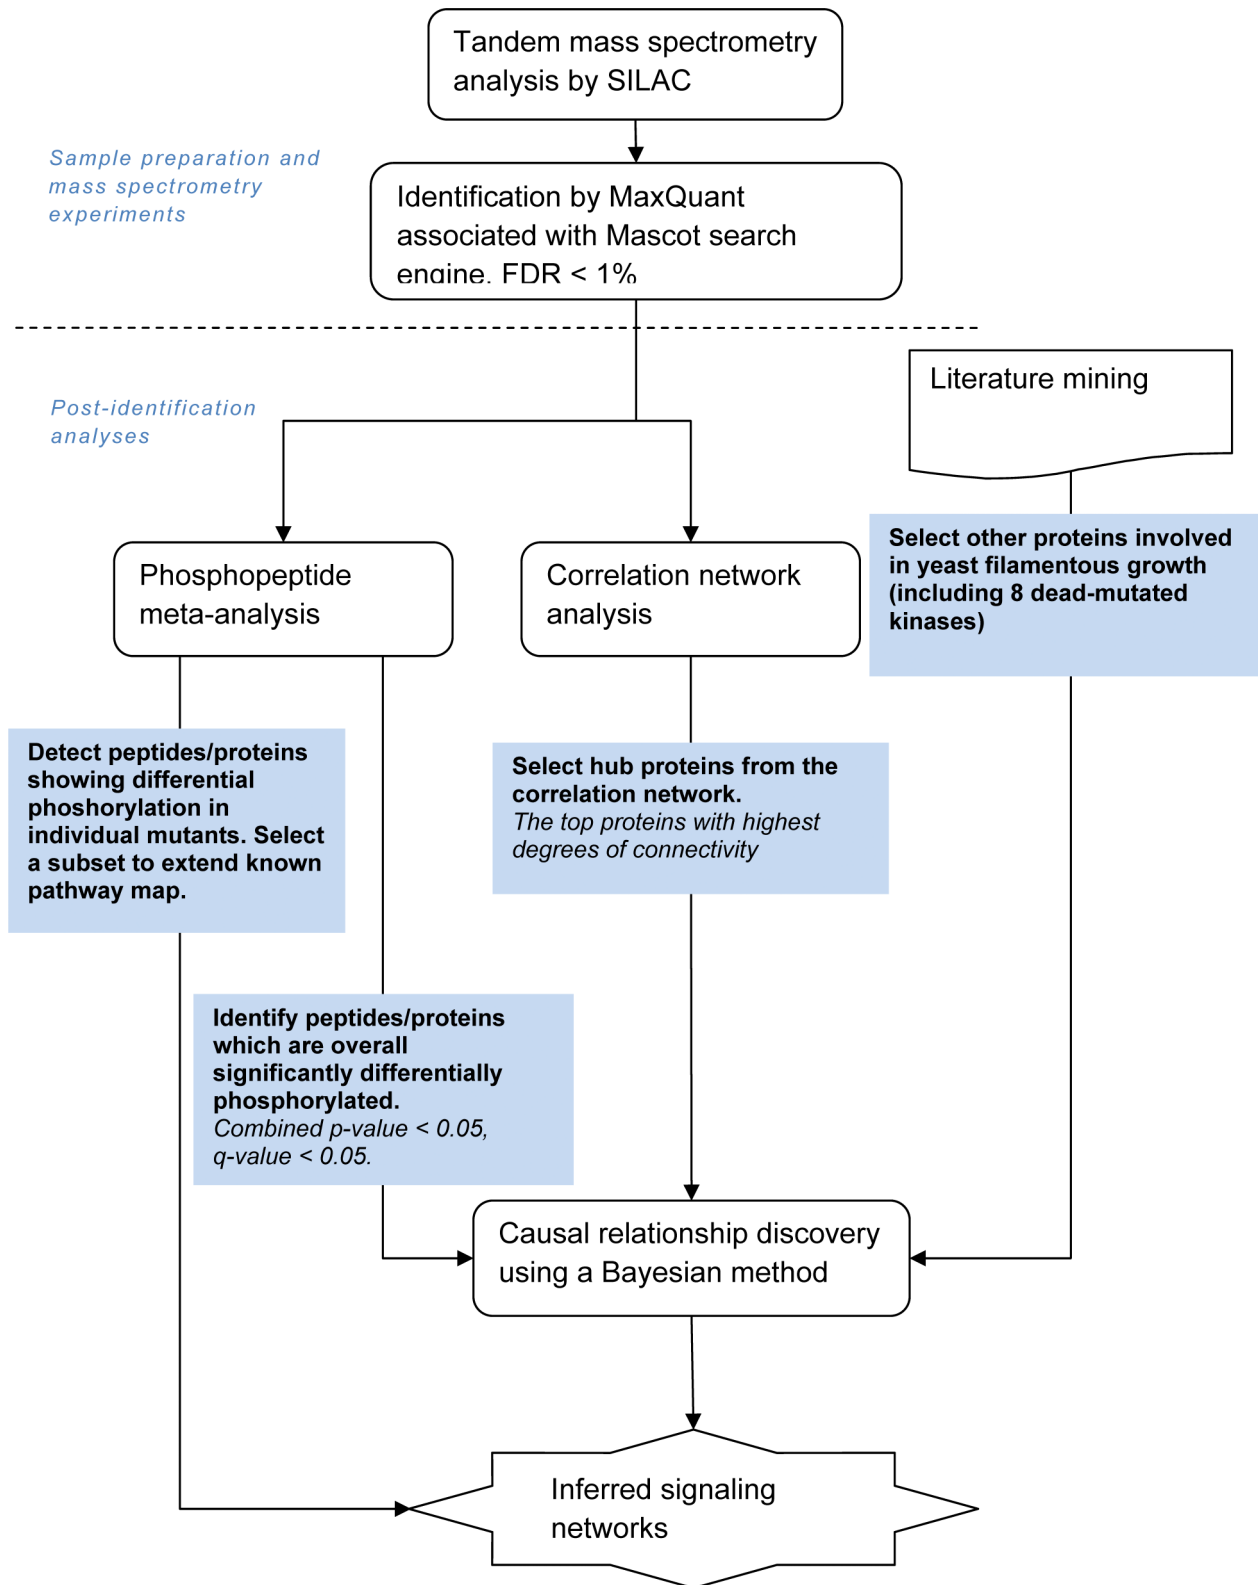 Tandem mass spectrometry
analysis by SILAC
Sample preparation and
mass spectrometry
experiments
Identification by MaxQuant
associated with Mascot search
engine. FDR < 1%
Literature mining
Post-identification
analyses
Select other proteins involved
in yeast filamentous growth
(including 8 dead-mutated
kinases)
Phosphopeptide
meta-analysis
Correlation network
analysis
Detect peptides/proteins
showing differential
phoshorylation in
individual mutants. Select
a subset to extend known
pathway map.
Select hub proteins from the
correlation network.
The top proteins with highest
degrees of connectivity
Identify peptides/proteins
which are overall
significantly differentially
phosphorylated.
Combined p-value < 0.05,
q-value < 0.05.
Causal relationship discovery
using a Bayesian method
Inferred signaling
networks